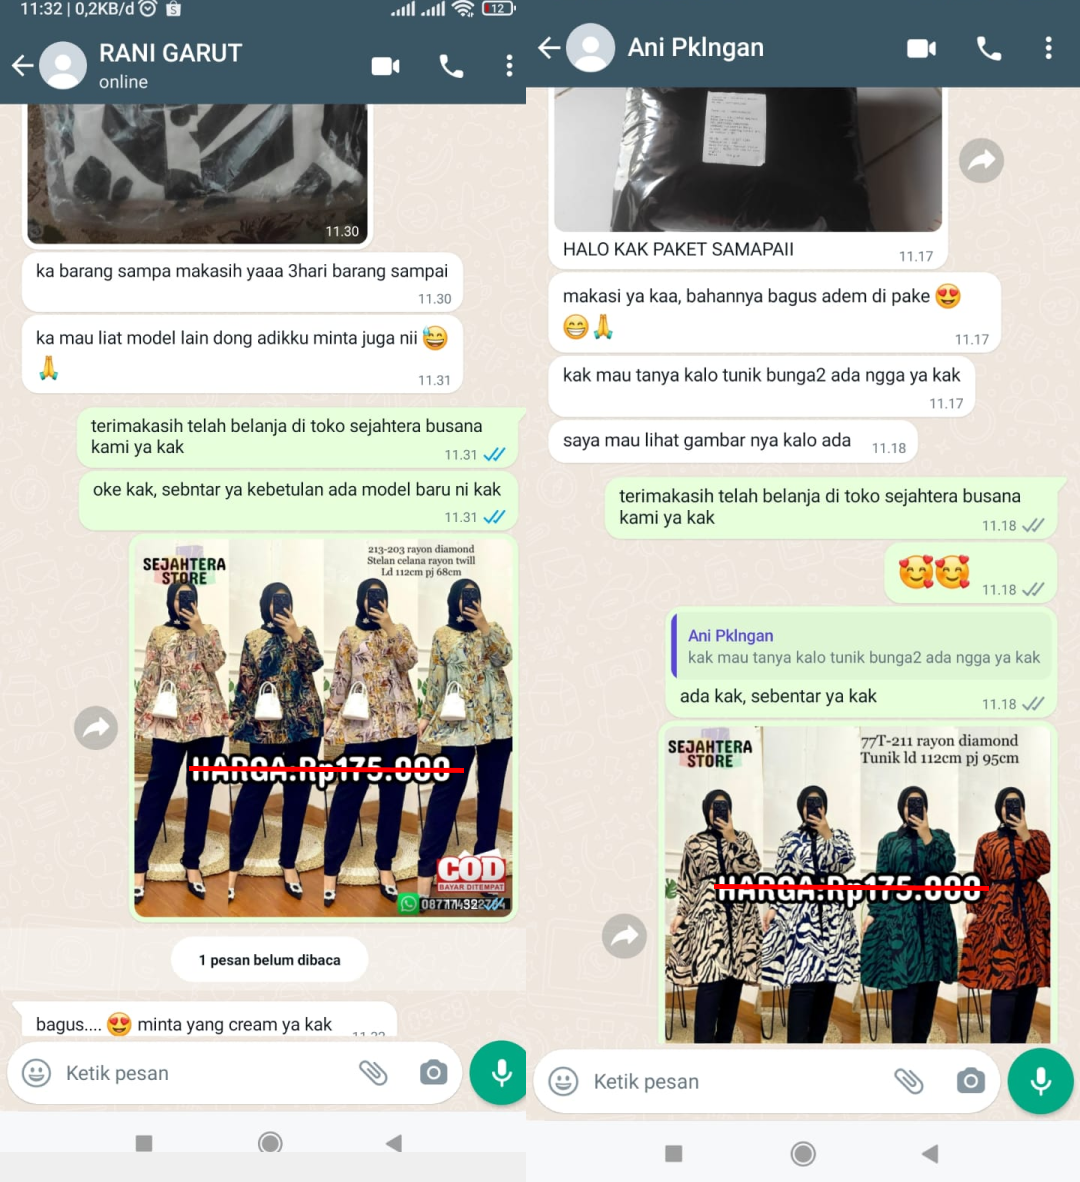 11:32 | 0,2KB/d
12
RANI GARUT
online
11.30
ka barang sampa makasih yaaa 3hari barang sampai
11.30
ka mau liat model lain dong adikku minta juga nii 😅
🙏
11.31
terimakasih telah belanja di toko sejahtera busana
kami ya kak
11.31
oke kak, sebntar ya kebetulan ada model baru ni kak
11.31
SEJAHTERA
STORE
213-203 rayon diamond
Stelan celana rayon twill
Ld 112cm pj 68cm
HARGA:Rp175.000
COD
BAYAR DITEMPAT
1 pesan belum dibaca
bagus.... 😍 minta yang cream ya kak
Ketik pesan
Ani Pklngan
HALO KAK PAKET SAMAPAII
11.17
makasi ya kaa, bahannya bagus adem di pake 😍
😁🙏
11.17
kak mau tanya kalo tunik bunga2 ada ngga ya kak
11.17
saya mau lihat gambar nya kalo ada
11.18
terimakasih telah belanja di toko sejahtera busana
kami ya kak
11.18
🥰🥰
11.18
Ani Pklngan
kak mau tanya kalo tunik bunga2 ada ngga ya kak
ada kak, sebentar ya kak
11.18
SEJAHTERA
STORE
77T-211 rayon diamond
Tunik ld 112cm pj 95cm
HARGA:Rp175.000
Ketik pesan